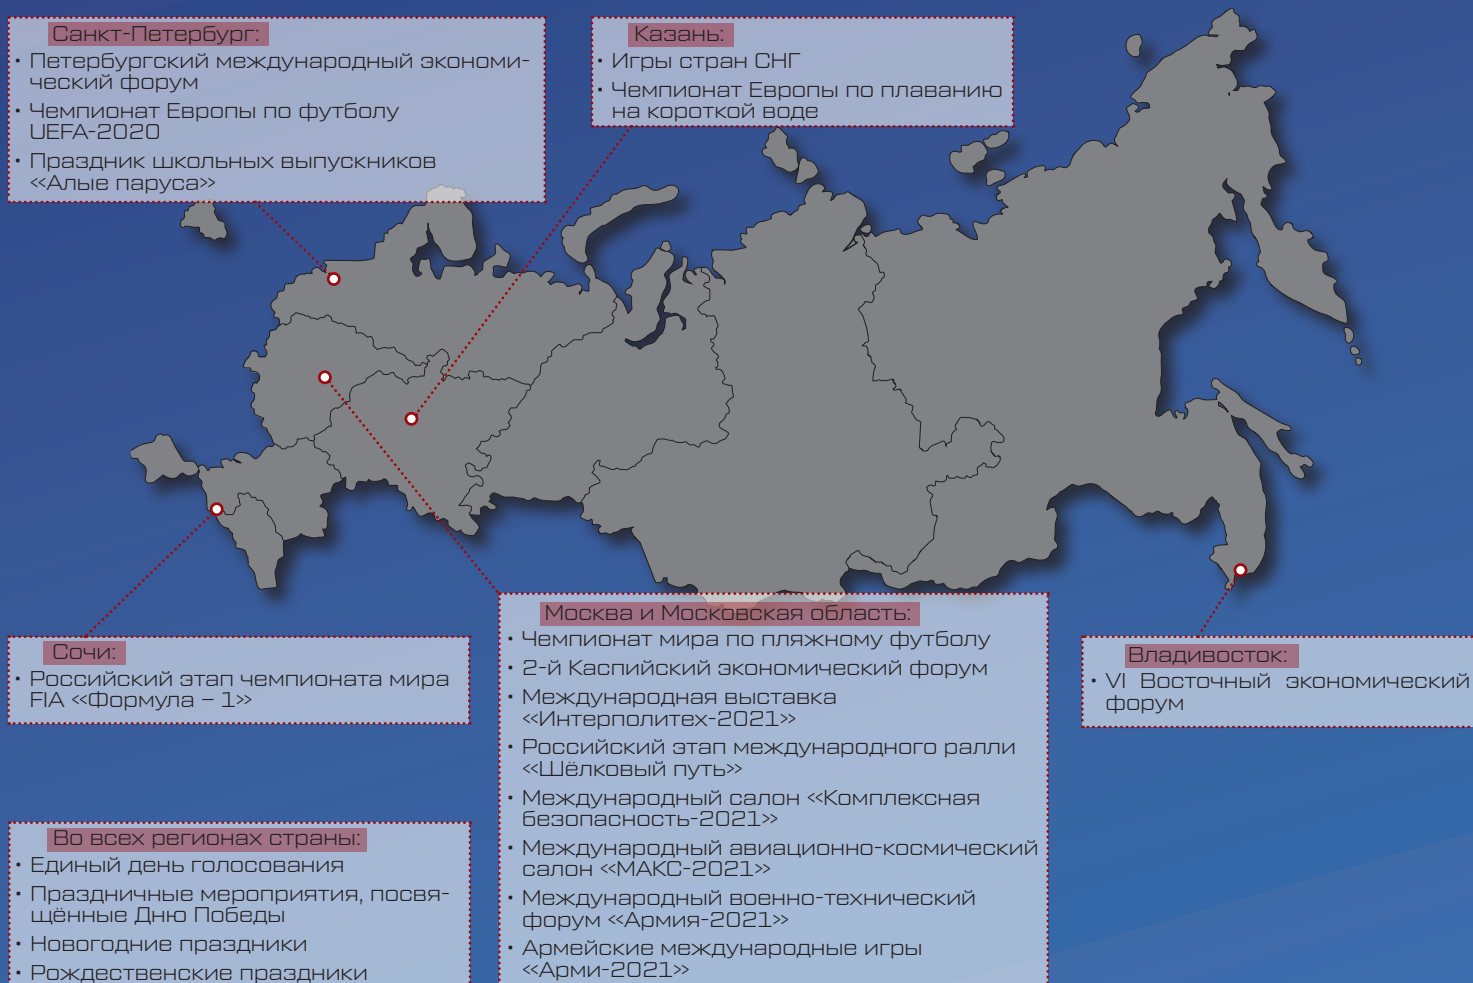 Санкт-Петербург:
• Петербургский международный экономи-
ческий форум
• Чемпионат Европы по футболу
UEFA-2020
• Праздник школьных выпускников
«Алые паруса»
Казань:
• Игры стран СНГ
• Чемпионат Европы по плаванию
на короткой воде
Сочи:
• Российский этап чемпионата мира
FIA «Формула – 1»
Москва и Московская область:
• Чемпионат мира по пляжному футболу
• 2-й Каспийский экономический форум
• Международная выставка
«Интерполитех-2021»
• Российский этап международного ралли
«Шёлковый путь»
• Международный салон «Комплексная
безопасность-2021»
• Международный авиационно-космический
салон «МАКС-2021»
• Международный военно-технический
форум «Армия-2021»
• Армейские международные игры
«Арми-2021»
Владивосток:
• VI Восточный экономический
форум
Во всех регионах страны:
• Единый день голосования
• Праздничные мероприятия, посвя-
щённые Дню Победы
• Новогодние праздники
• Рождественские праздники